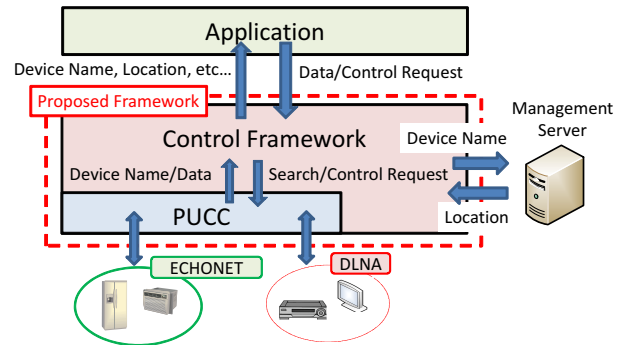 Application
Device Name, Location, etc…
Data/Control Request
Proposed Framework
Management
Server
Control Framework
Device Name
Device Name/Data
Search/Control Request
Location
PUCC
ECHONET
DLNA